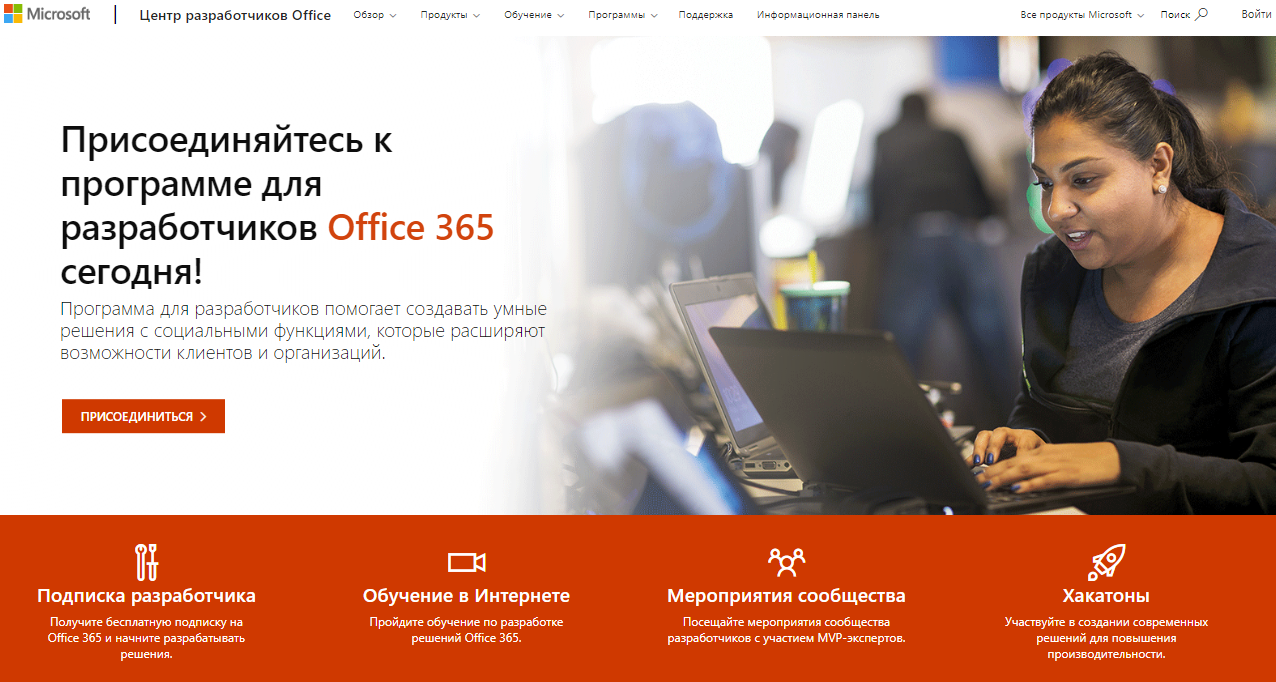 Microsoft
Центр разработчиков Office
Обзор
Продукты
Обучение
Программы
Поддержка
Информационная панель
Все продукты Microsoft
Поиск
Войти
Присоединяйтесь к
программе для
разработчиков Office 365
сегодня!
Программа для разработчиков помогает создавать умные
решения с социальными функциями, которые расширяют
возможности клиентов и организаций.
ПРИСОЕДИНИТЬСЯ
Подписка разработчика
Получите бесплатную подписку на
Office 365 и начните разрабатывать
решения.
Обучение в Интернете
Пройдите обучение по разработке
решений Office 365.
Мероприятия сообщества
Посещайте мероприятия сообщества
разработчиков с участием MVP-экспертов.
Хакатоны
Участвуйте в создании современных
решений для повышения
производительности.